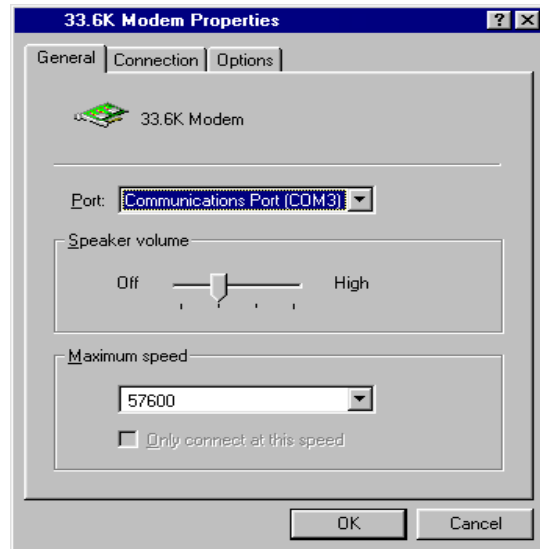 33.6K Modem Properties
General Connection Options
33.6K Modem
Port: Communications Port (COM3)
Speaker volume
Off High
Maximum speed
57600
Only connect at this speed
OK Cancel